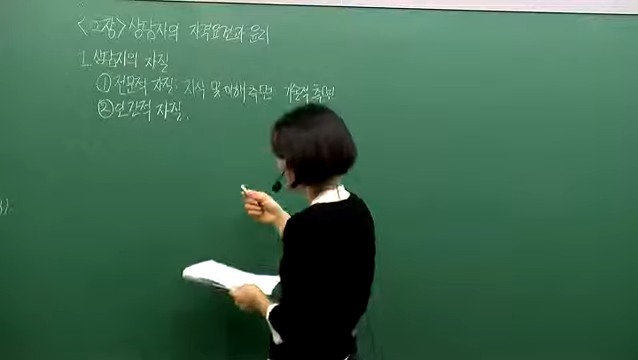 <2장> 상담자의 자격요건과 윤리
1. 상담자의 자질
① 전문적 자질: 지식 및 이해측면 기술적 측면
② 인간적 자질.